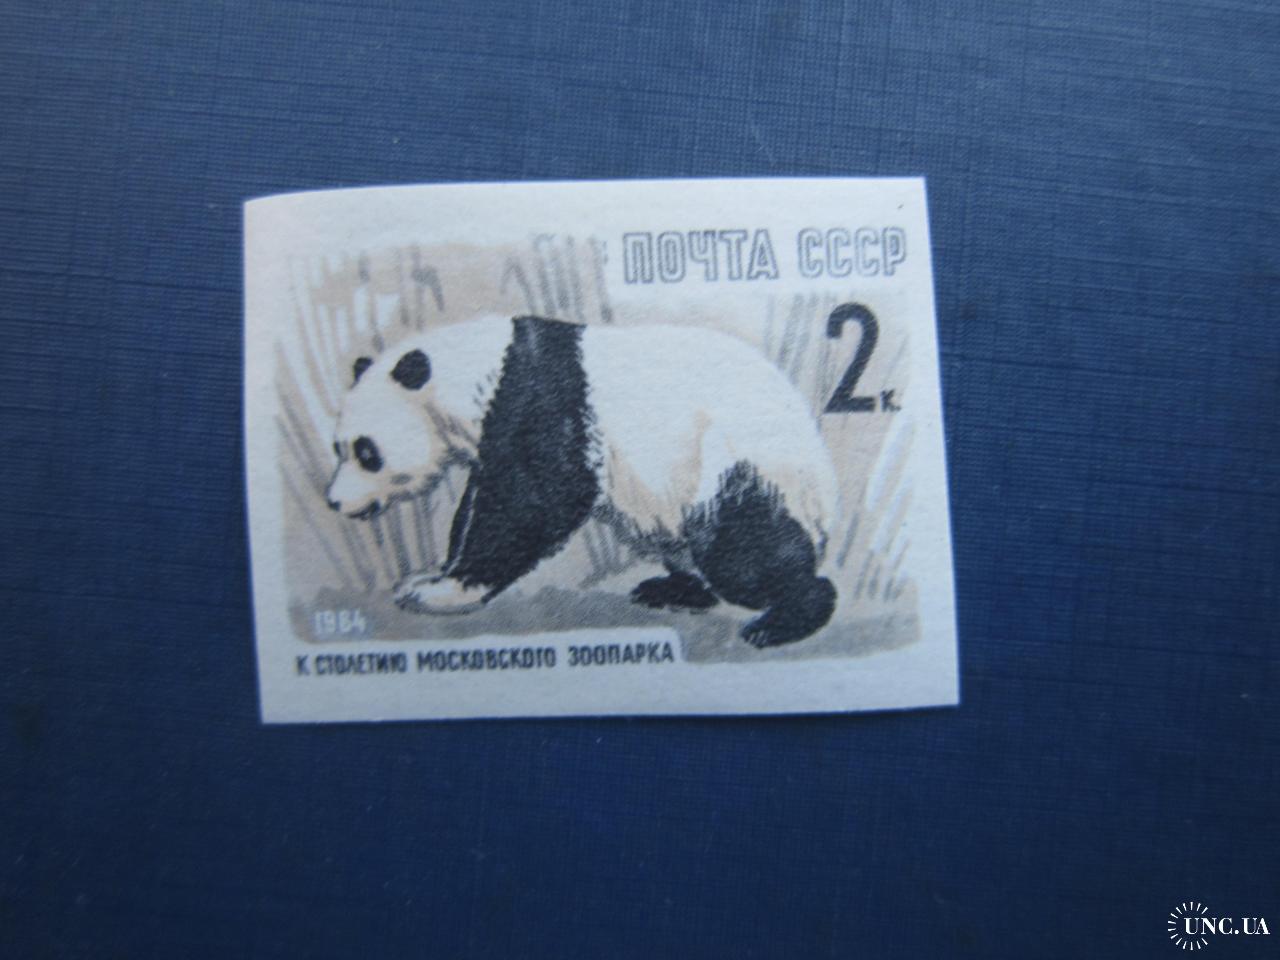 ПОЧТА СССР
2к.
1964
К СТОЛЕТИЮ МОСКОВСКОГО ЗООПАРКА
UNC.UA